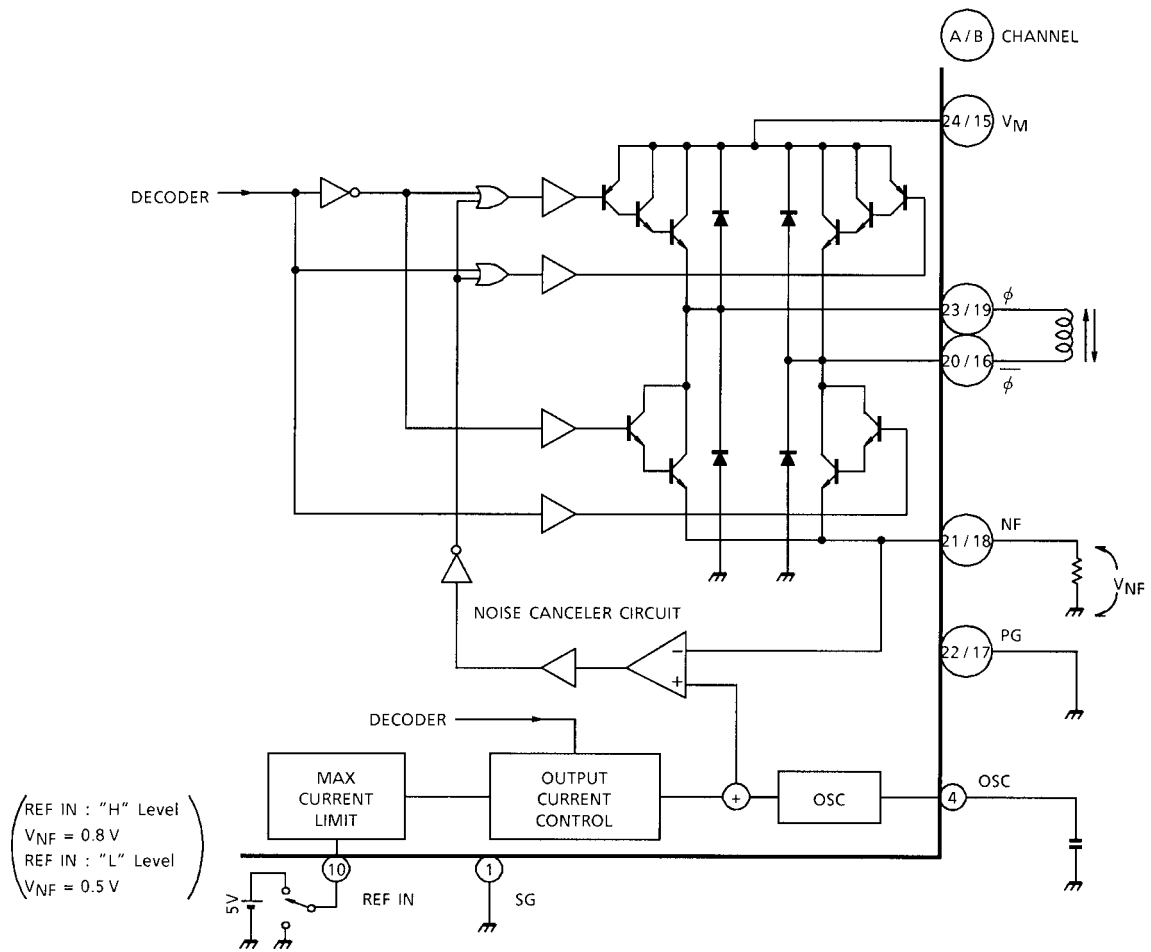 A / B CHANNEL
24 / 15 VM
DECODER
23 / 19 ϕ
20 / 16 ϕ
21 / 18 NF
VNF
NOISE CANCELER CIRCUIT
−
+
22 / 17 PG
DECODER
MAX
CURRENT
LIMIT
OUTPUT
CURRENT
CONTROL
+
OSC
4 OSC
REF IN : "H" Level
VNF = 0.8 V
REF IN : "L" Level
VNF = 0.5 V
10 REF IN
1 SG
5V